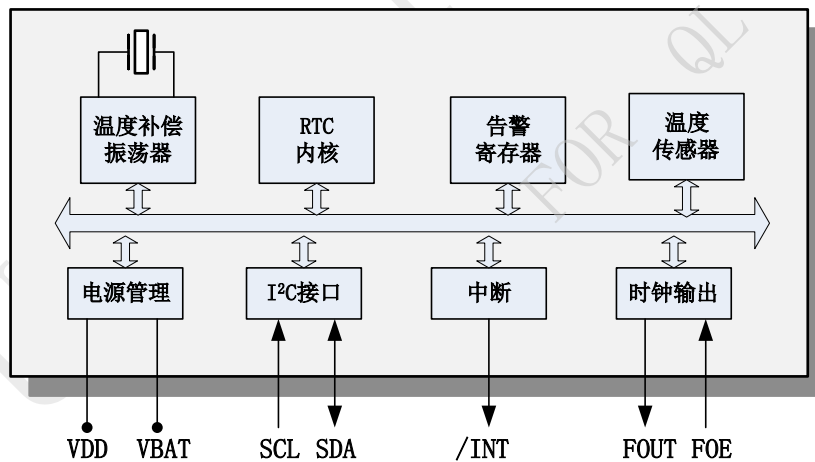 温度补偿
振荡器
RTC
内核
告警
寄存器
温度
传感器
电源管理
I²C接口
中断
时钟输出
VDD VBAT SCL SDA /INT FOUT FOE
FOR QL